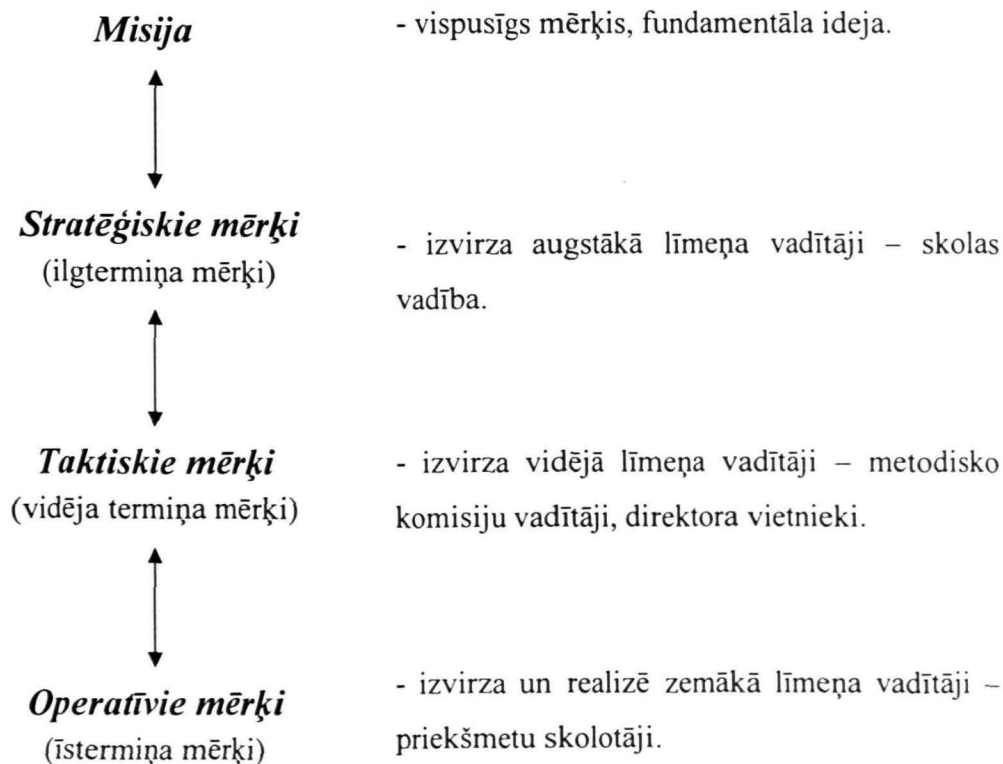 Misija
- vispusīgs mērķis, fundamentāla ideja.
Stratēģiskie mērķi
(ilgtermiņa mērķi)
- izvirza augstākā līmeņa vadītāji – skolas
vadība.
Taktiskie mērķi
(vidēja termiņa mērķi)
- izvirza vidējā līmeņa vadītāji – metodisko
komisiju vadītāji, direktora vietnieki.
Operatīvie mērķi
(īstermiņa mērķi)
- izvirza un realizē zemākā līmeņa vadītāji –
priekšmetu skolotāji.